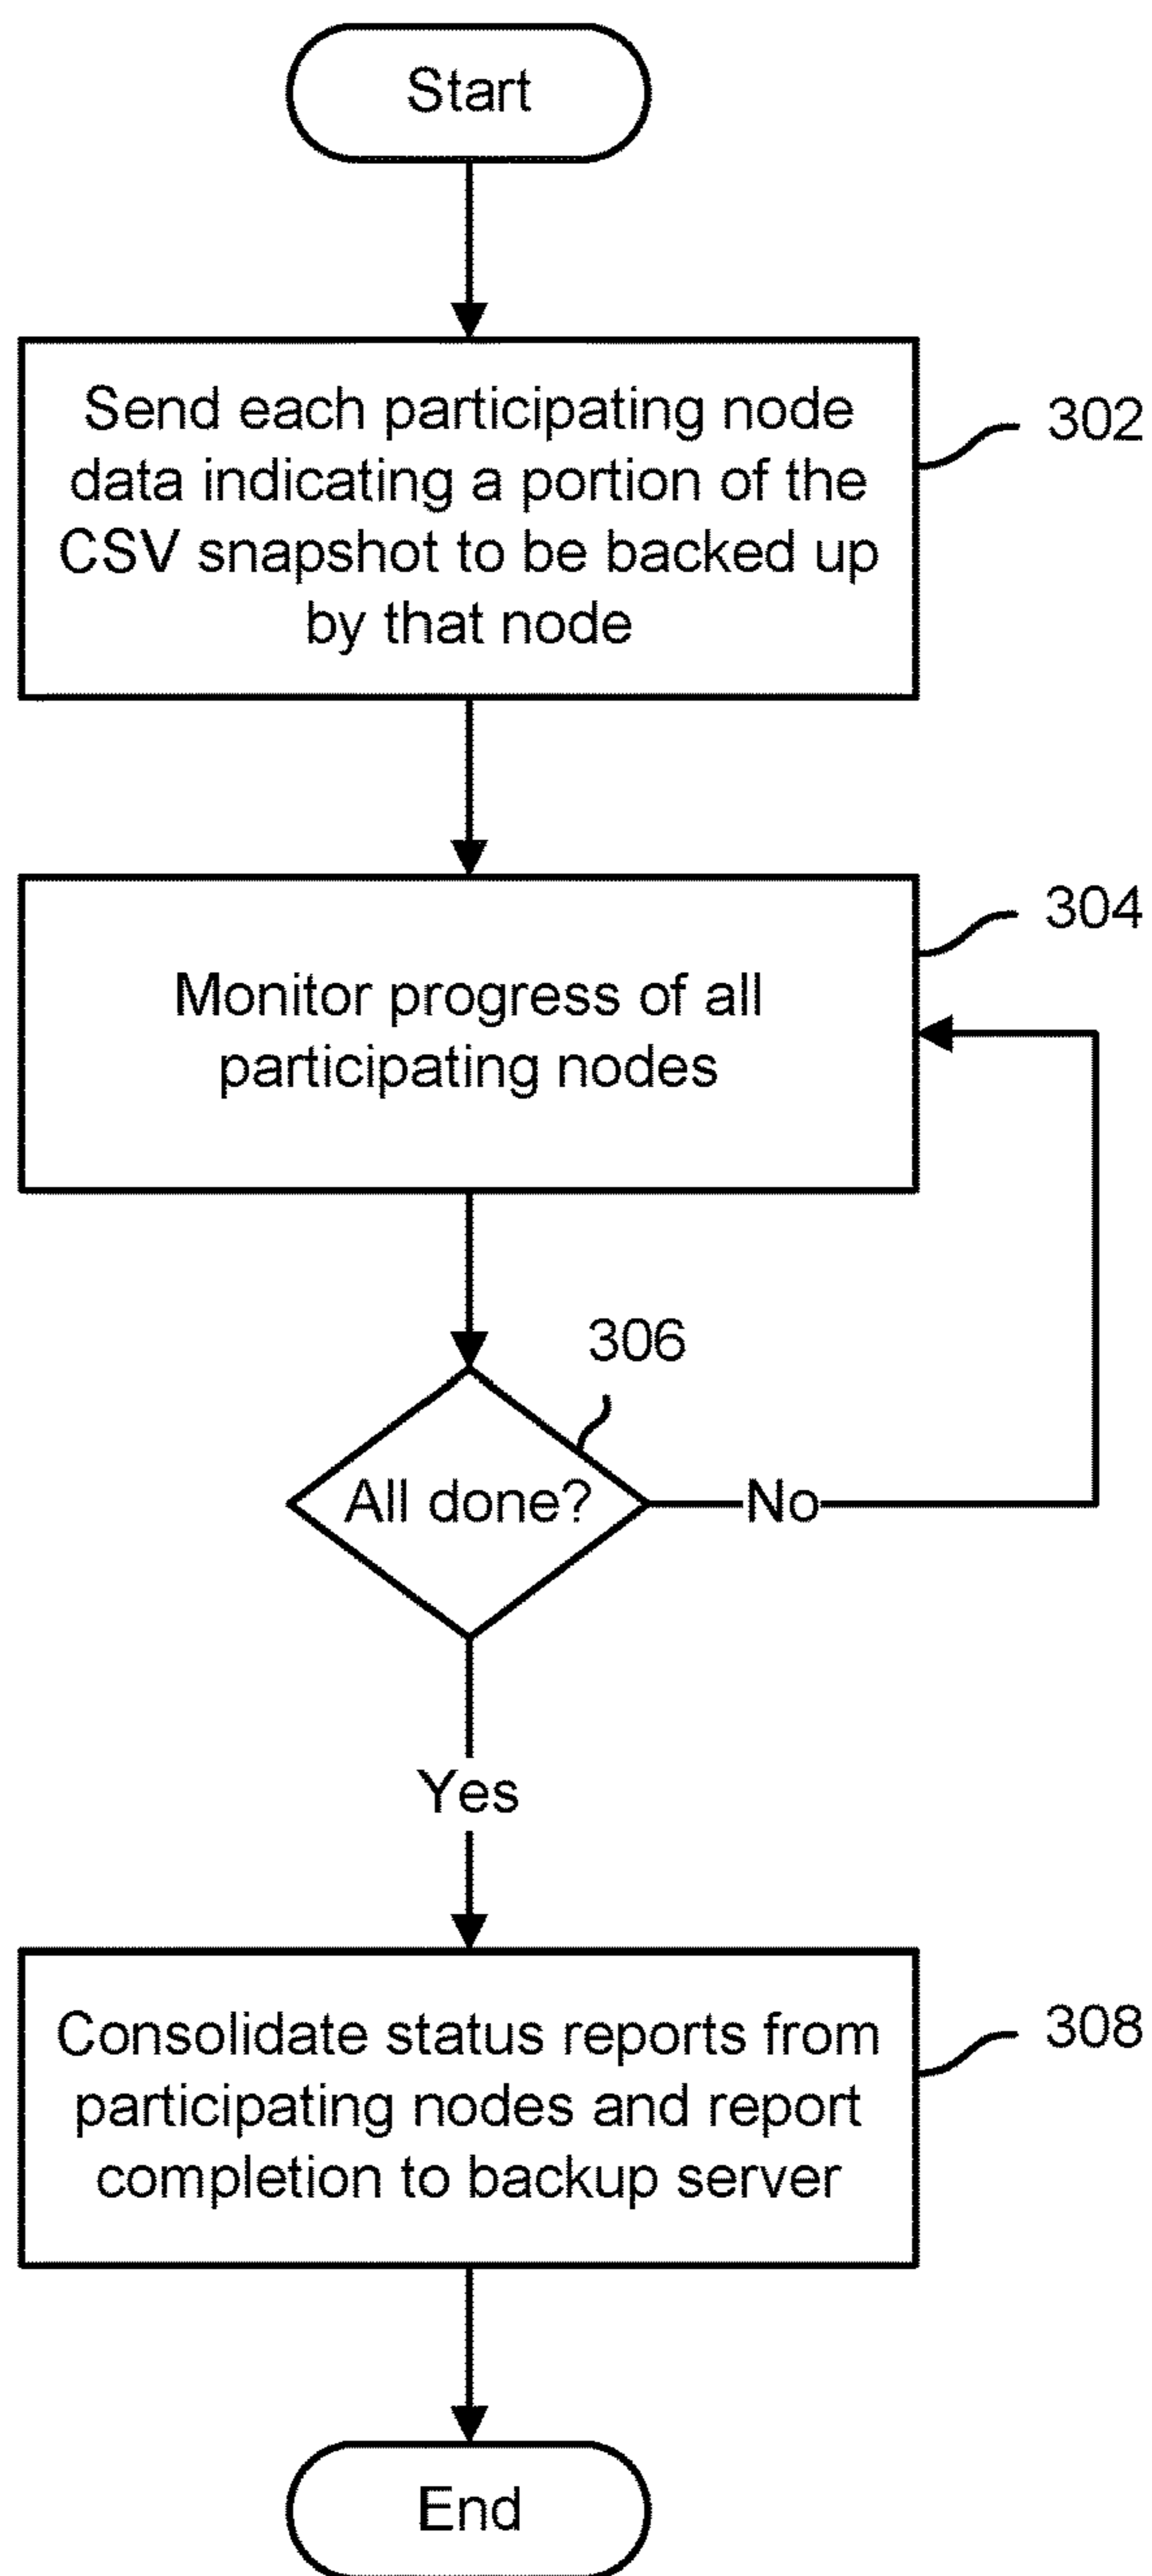 Start
Send each participating node
data indicating a portion of the
CSV snapshot to be backed up
by that node
302
Monitor progress of all
participating nodes
304
306
All done?
No
Yes
Consolidate status reports from
participating nodes and report
completion to backup server
308
End